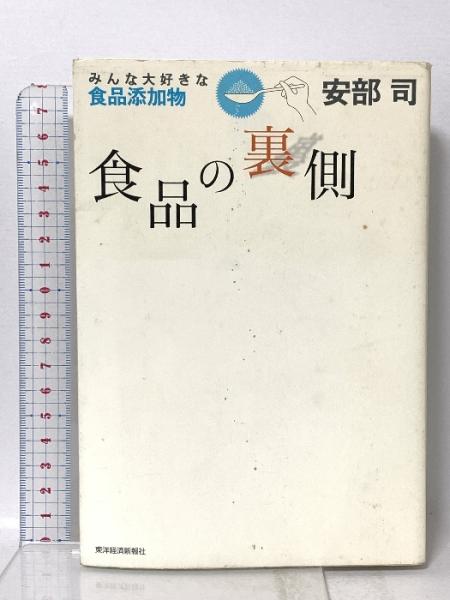 みんな大好きな
食品添加物
安部 司
食品の裏側
東洋経済新報社